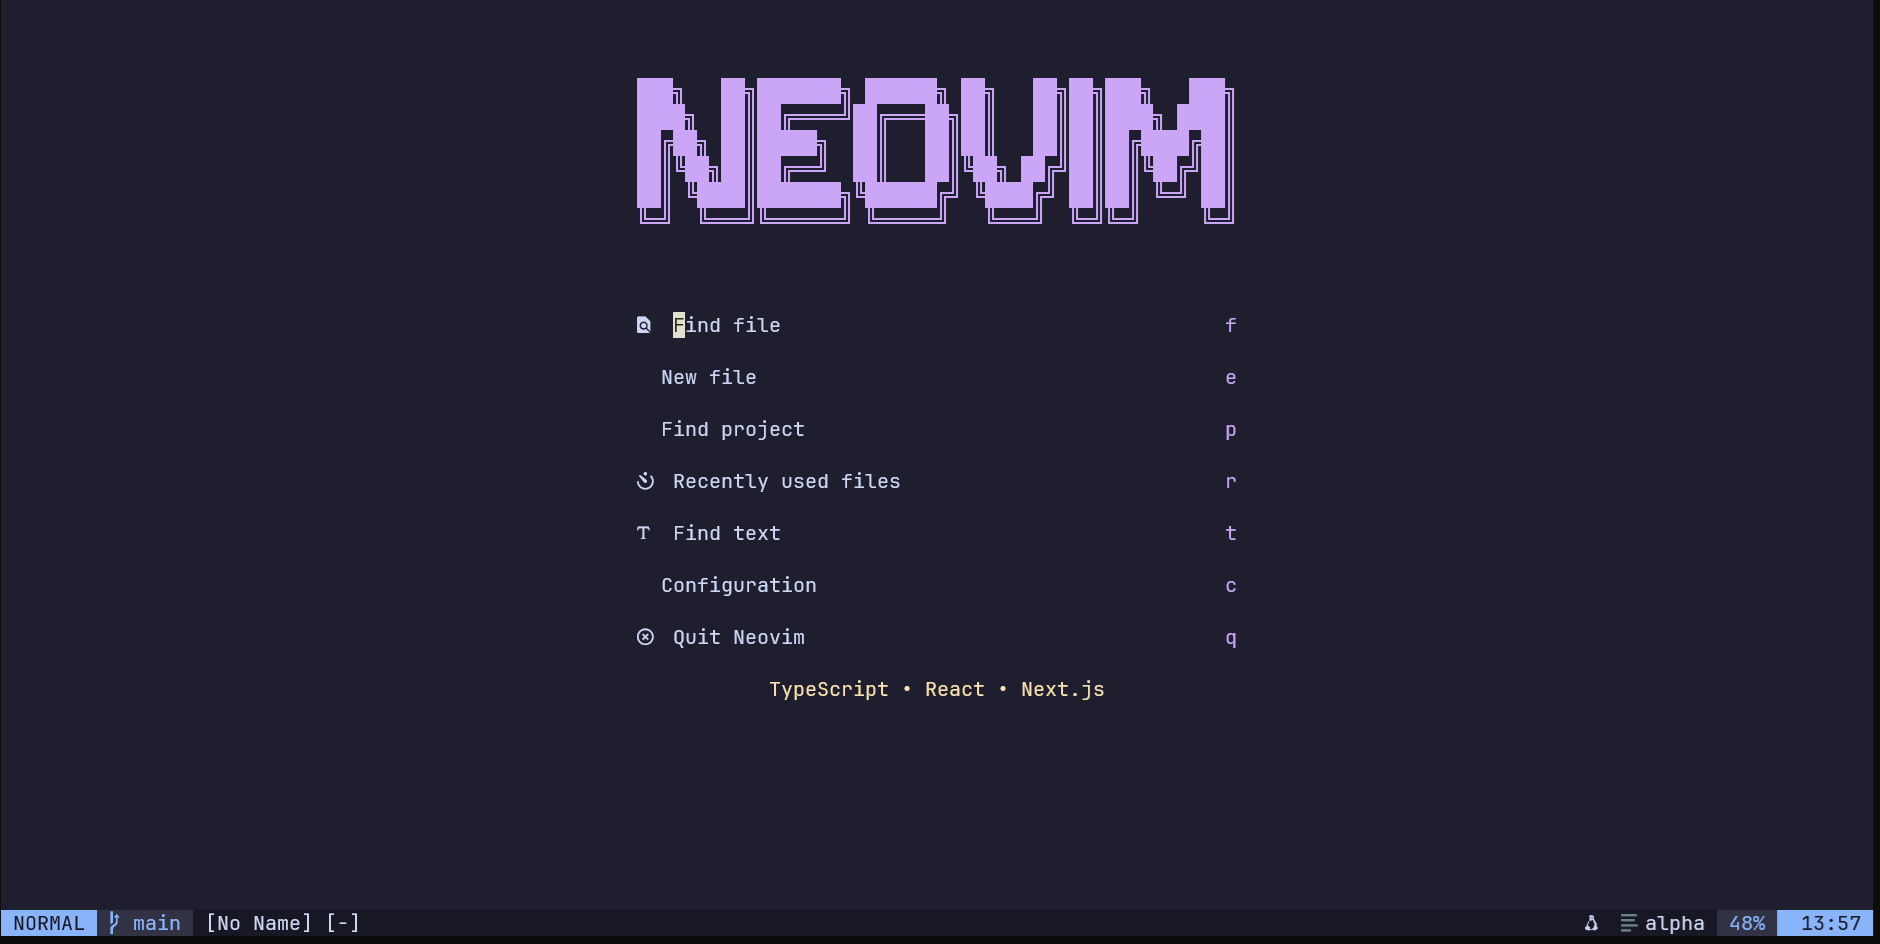 NEOVIM
Find file f
New file e
Find project p
Recently used files r
Find text t
Configuration c
Quit Neovim q
TypeScript • React • Next.js
NORMAL main [No Name] [-] alpha 48% 13:57